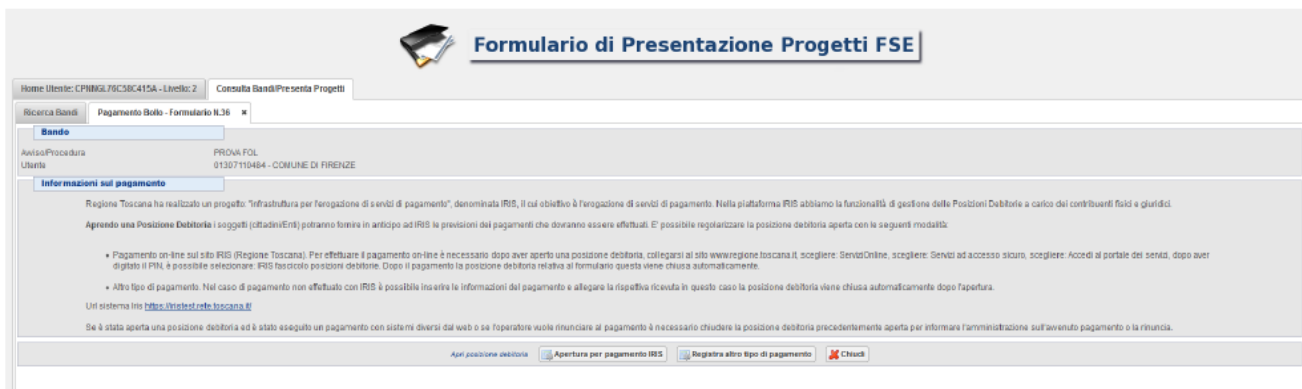 Formulario di Presentazione Progetti FSE
Home Utente: CPNNGL76C58C415A - Livello: 2 Consulta Bandi/Presenta Progetti
Ricerca Bandi Pagamento Bollo - Formulario N.36 ×
Bando
Avviso/Procedura PROVA FOL
Utente 01307110484 - COMUNE DI FIRENZE
Informazioni sul pagamento
Regione Toscana ha realizzato un progetto: "infrastruttura per l'erogazione di servizi di pagamento", denominata IRIS, il cui obiettivo è l'erogazione di servizi di pagamento. Nella piattaforma IRIS abbiamo la funzionalità di gestione delle Posizioni Debitorie a carico dei contribuenti fisici e giuridici.
Aprendo una Posizione Debitoria i soggetti (cittadini/Enti) potranno fornire in anticipo ad IRIS le previsioni dei pagamenti che dovranno essere effettuati. E' possibile regolarizzare la posizione debitoria aperta con le seguenti modalità:
• Pagamento on-line sul sito IRIS (Regione Toscana). Per effettuare il pagamento on-line è necessario dopo aver aperto una posizione debitoria, collegarsi al sito www.regione.toscana.it, scegliere: ServiziOnline, scegliere: Servizi ad accesso sicuro, scegliere: Accedi al portale dei servizi, dopo aver
digitato il PIN, è possibile selezionare: IRIS fascicolo posizioni debitorie. Dopo il pagamento la posizione debitoria relativa al formulario questa viene chiusa automaticamente.
• Altro tipo di pagamento. Nel caso di pagamento non effettuato con IRIS è possibile inserire le informazioni del pagamento e allegare la rispettiva ricevuta in questo caso la posizione debitoria viene chiusa automaticamente dopo l'apertura.
Url sistema Iris https://iristest.rete.toscana.it/
Se è stata aperta una posizione debitoria ed è stato eseguito un pagamento con sistemi diversi dal web o se l'operatore vuole rinunciare al pagamento è necessario chiudere la posizione debitoria precedentemente aperta per informare l'amministrazione sull'avvenuto pagamento o la rinuncia.
Apri posizione debitoria Apertura per pagamento IRIS Registra altro tipo di pagamento Chiudi